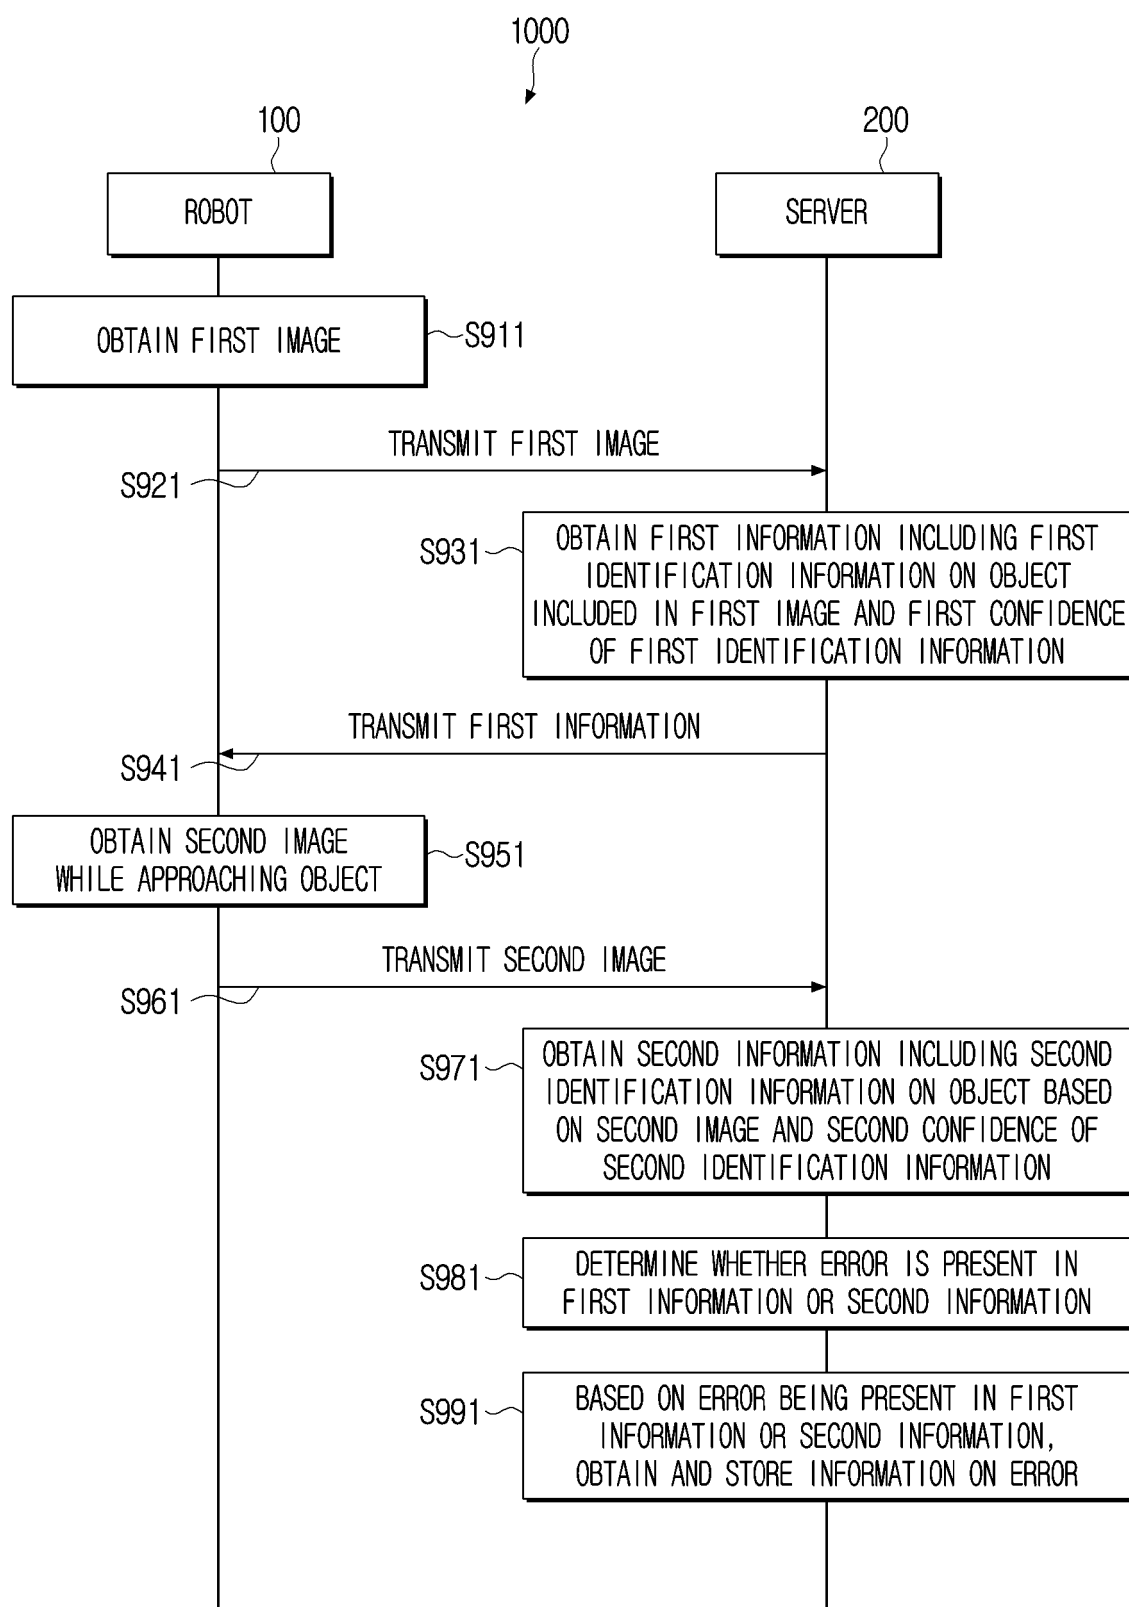 1000
100
200
ROBOT
SERVER
OBTAIN FIRST IMAGE
S911
TRANSMIT FIRST IMAGE
S921
S931
OBTAIN FIRST INFORMATION INCLUDING FIRST
IDENTIFICATION INFORMATION ON OBJECT
INCLUDED IN FIRST IMAGE AND FIRST CONFIDENCE
OF FIRST IDENTIFICATION INFORMATION
TRANSMIT FIRST INFORMATION
S941
OBTAIN SECOND IMAGE
WHILE APPROACHING OBJECT
S951
TRANSMIT SECOND IMAGE
S961
S971
OBTAIN SECOND INFORMATION INCLUDING SECOND
IDENTIFICATION INFORMATION ON OBJECT BASED
ON SECOND IMAGE AND SECOND CONFIDENCE OF
SECOND IDENTIFICATION INFORMATION
S981
DETERMINE WHETHER ERROR IS PRESENT IN
FIRST INFORMATION OR SECOND INFORMATION
S991
BASED ON ERROR BEING PRESENT IN FIRST
INFORMATION OR SECOND INFORMATION,
OBTAIN AND STORE INFORMATION ON ERROR